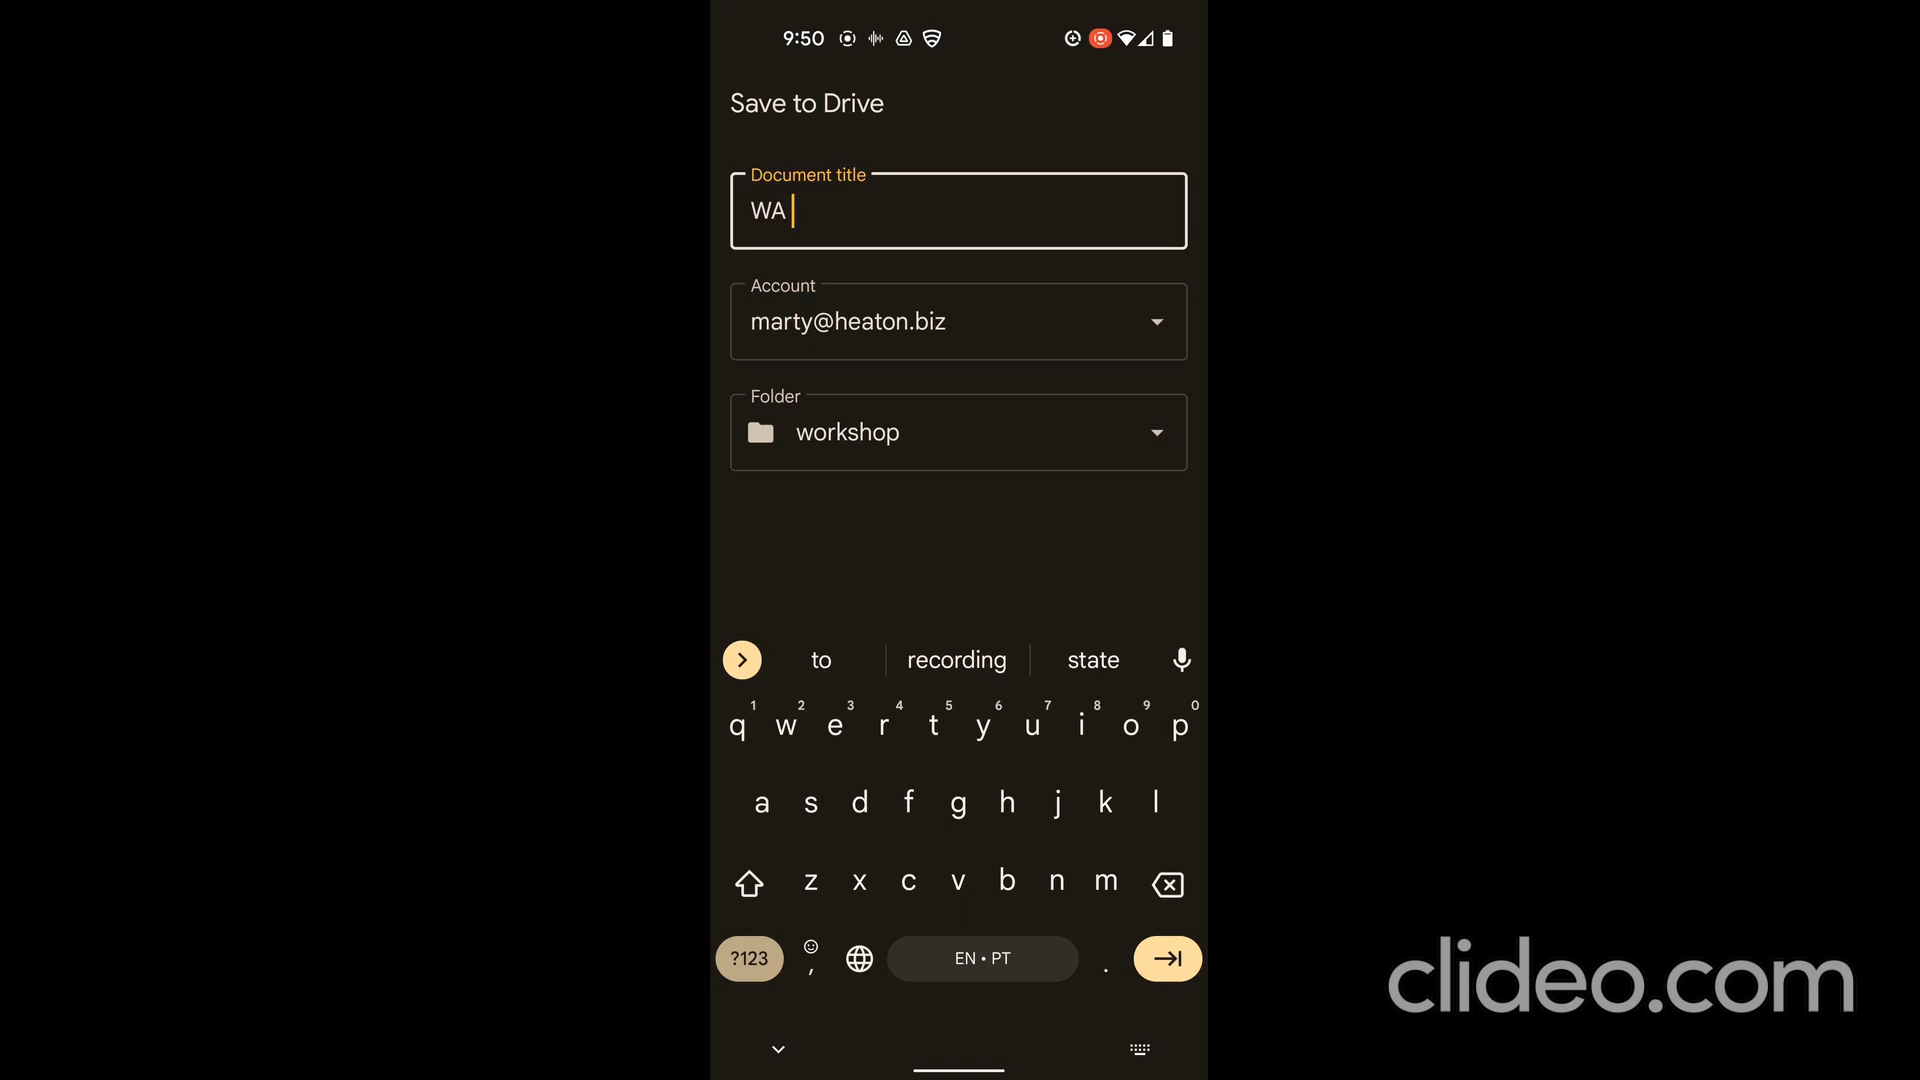 9:50
Save to Drive
Document title
WA
Account
marty@heaton.biz
Folder
workshop
to recording state
1 2 3 4 5 6 7 8 9 0
q w e r t y u i o p
a s d f g h j k l
z x c v b n m
?123 , EN • PT .
clideo.com